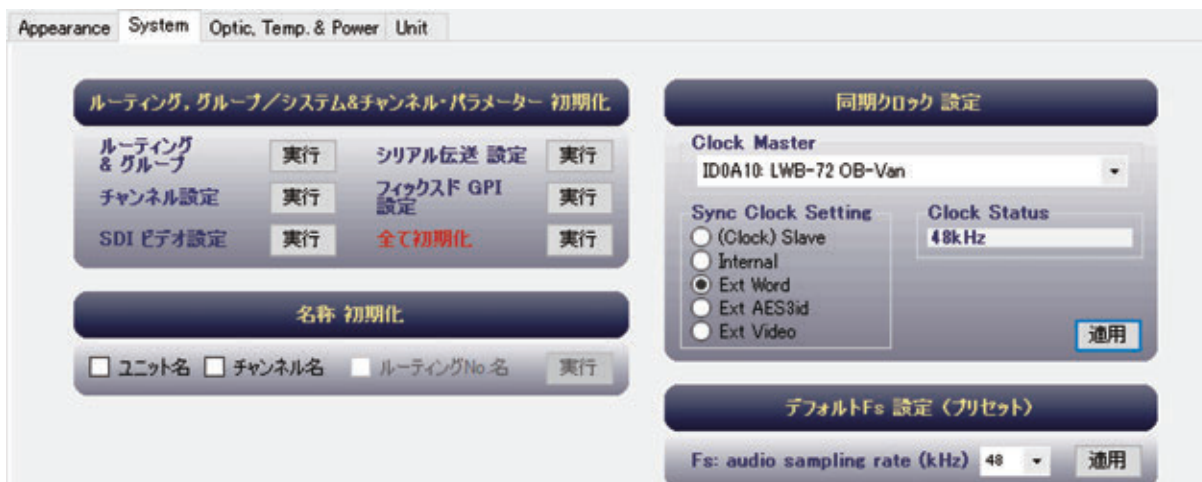 Appearance System Optic, Temp. & Power Unit
ルーティング，グループ／システム&チャンネル・パラメーター 初期化
ルーティング
& グループ
実行
シリアル伝送 設定
実行
チャンネル設定
実行
フィックスド GPI
設定
実行
SDI ビデオ設定
実行
全て初期化
実行
名称 初期化
ユニット名
チャンネル名
ルーティングNo.名
実行
同期クロック 設定
Clock Master
ID0A10: LWB-72 OB-Van
Sync Clock Setting
(Clock) Slave
Internal
Ext Word
Ext AES3id
Ext Video
Clock Status
48kHz
適用
デフォルトFs 設定（プリセット）
Fs: audio sampling rate (kHz) 48 適用